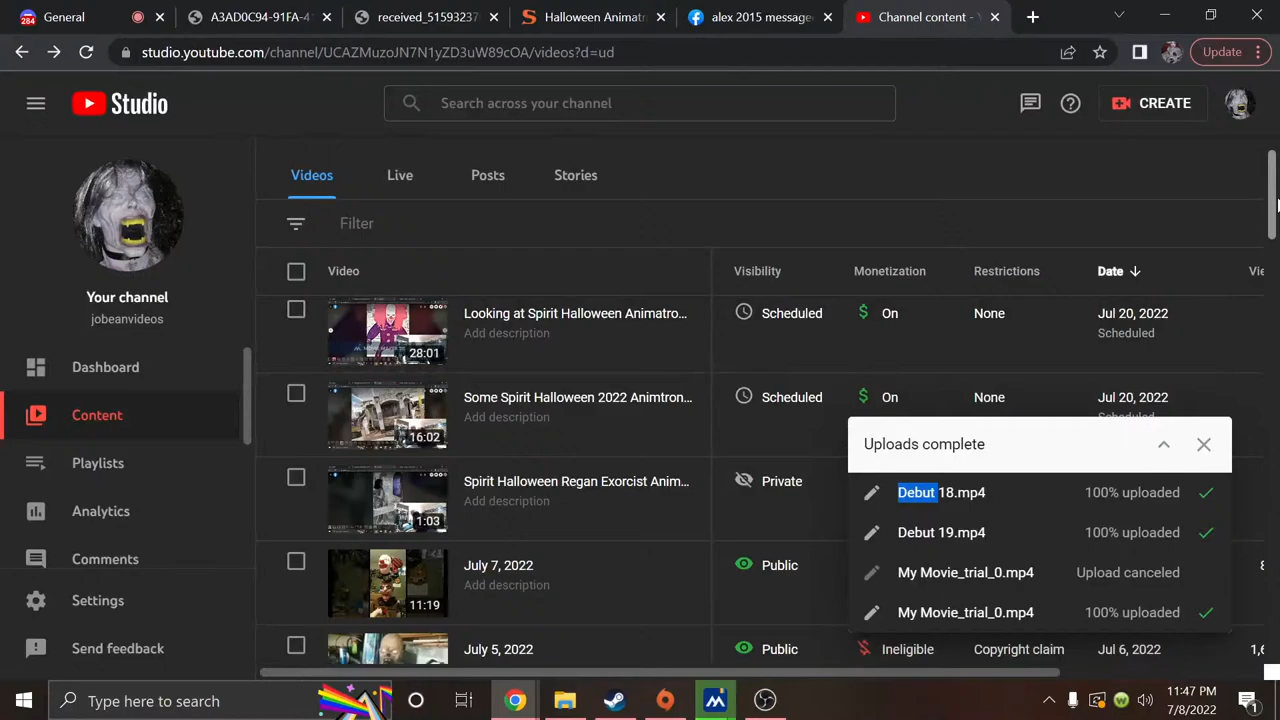 284 General
A3AD0C94-91FA-4
received_51595237
Halloween Animatr
alex 2015 message
Channel content - Y
studio.youtube.com/channel/UCAZMuzoJN7N1yZD3uW89cOA/videos?d=ud
Update
Studio
Search across your channel
CREATE
Your channel
jobeanvideos
Dashboard
Content
Playlists
Analytics
Comments
Settings
Send feedback
Videos Live Posts Stories
Filter
Video Visibility Monetization Restrictions Date Vie
28:01 Looking at Spirit Halloween Animatro... Scheduled On None Jul 20, 2022
Add description Scheduled
16:02 Some Spirit Halloween 2022 Animtron... Scheduled On None Jul 20, 2022
Add description
1:03 Spirit Halloween Regan Exorcist Anim... Private
Add description
11:19 July 7, 2022 Public
Add description
July 5, 2022 Public Ineligible Copyright claim Jul 6, 2022 1,6
Uploads complete
Debut 18.mp4 100% uploaded
Debut 19.mp4 100% uploaded
My Movie_trial_0.mp4 Upload canceled
My Movie_trial_0.mp4 100% uploaded
Type here to search
11:47 PM
7/8/2022
1